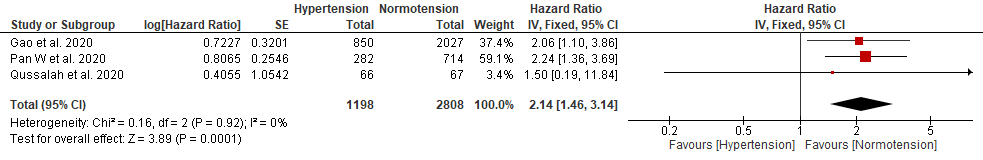 Hypertension Normotension Hazard Ratio Hazard Ratio
Study or Subgroup log[Hazard Ratio] SE Total Total Weight IV, Fixed, 95% CI IV, Fixed, 95% CI
Gao et al. 2020 0.7227 0.3201 850 2027 37.4% 2.06 [1.10, 3.86]
Pan W et al. 2020 0.8065 0.2546 282 714 59.1% 2.24 [1.36, 3.69]
Qussalah et al. 2020 0.4055 1.0542 66 67 3.4% 1.50 [0.19, 11.84]
Total (95% CI) 1198 2808 100.0% 2.14 [1.46, 3.14]
Heterogeneity: Chi² = 0.16, df = 2 (P = 0.92); I² = 0%
Test for overall effect: Z = 3.89 (P = 0.0001)
0.2 0.5 1 2 5
Favours [Hypertension] Favours [Normotension]